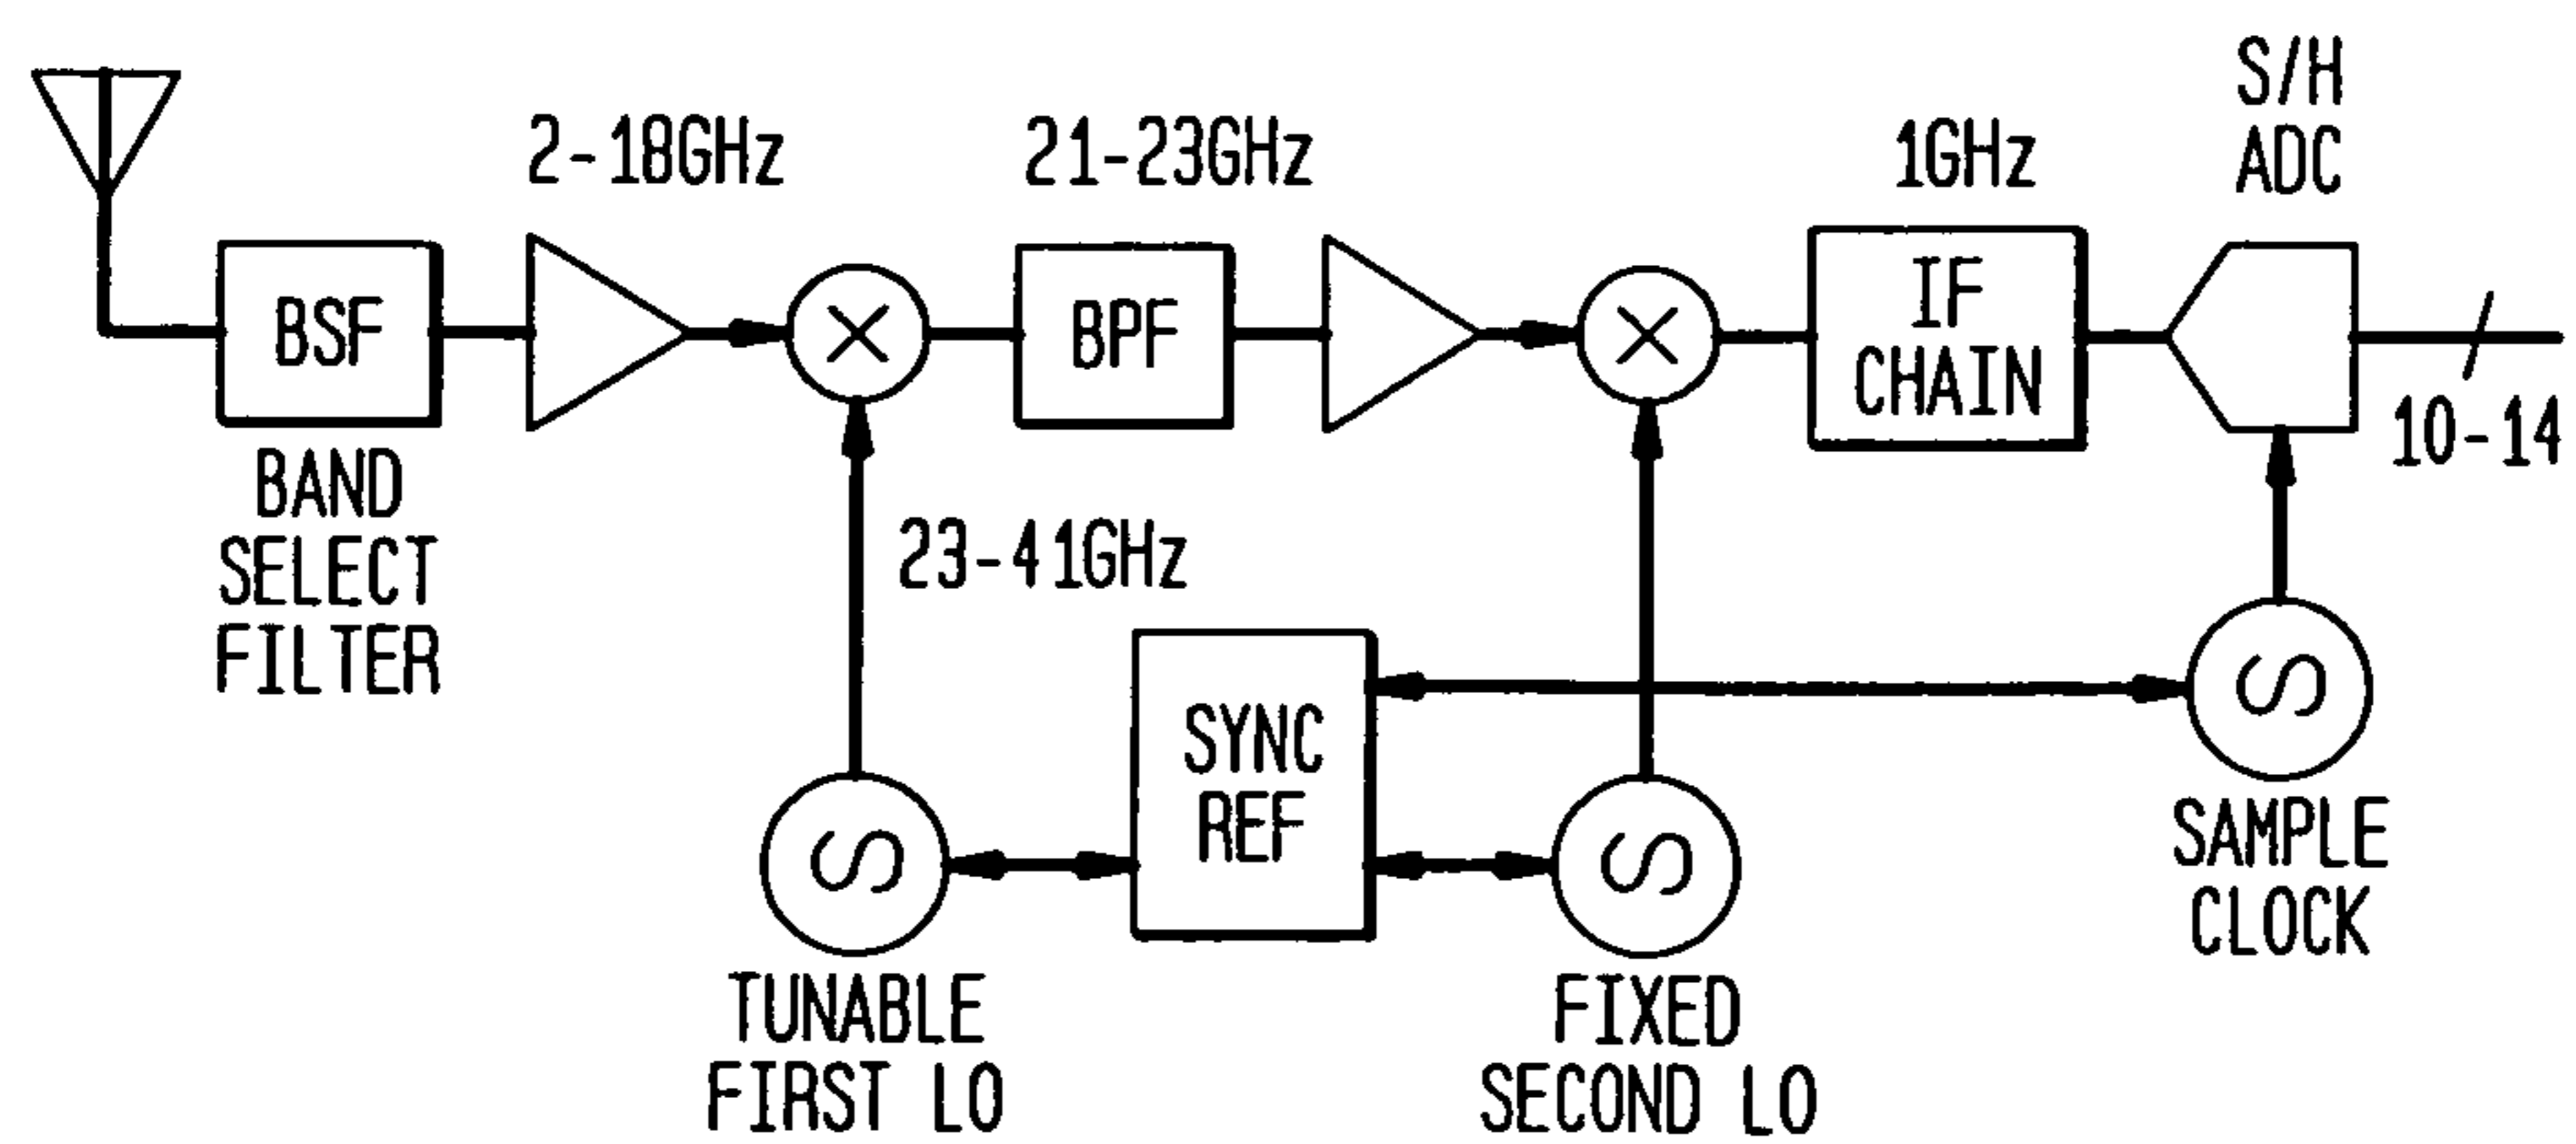 2-18GHz
21-23GHz
1GHz
S/H
ADC
BSF
BPF
IF
CHAIN
10-14
BAND
SELECT
FILTER
23-41GHz
SYNC
REF
S
S
S
SAMPLE
CLOCK
TUNABLE
FIRST LO
FIXED
SECOND LO